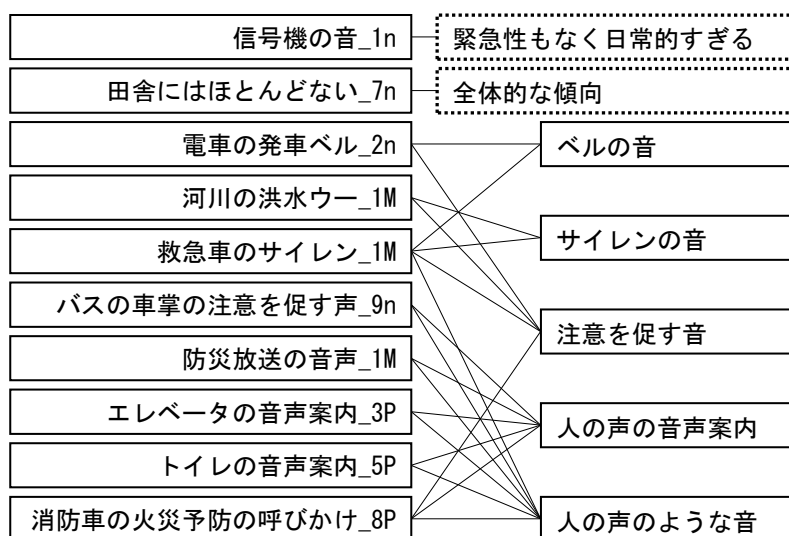 信号機の音_1n
緊急性もなく日常的すぎる
田舎にはほとんどない_7n
全体的な傾向
電車の発車ベル_2n
ベルの音
河川の洪水ウー_1M
サイレンの音
救急車のサイレン_1M
バスの車掌の注意を促す声_9n
注意を促す音
防災放送の音声_1M
エレベータの音声案内_3P
人の声の音声案内
トイレの音声案内_5P
消防車の火災予防の呼びかけ_8P
人の声のような音